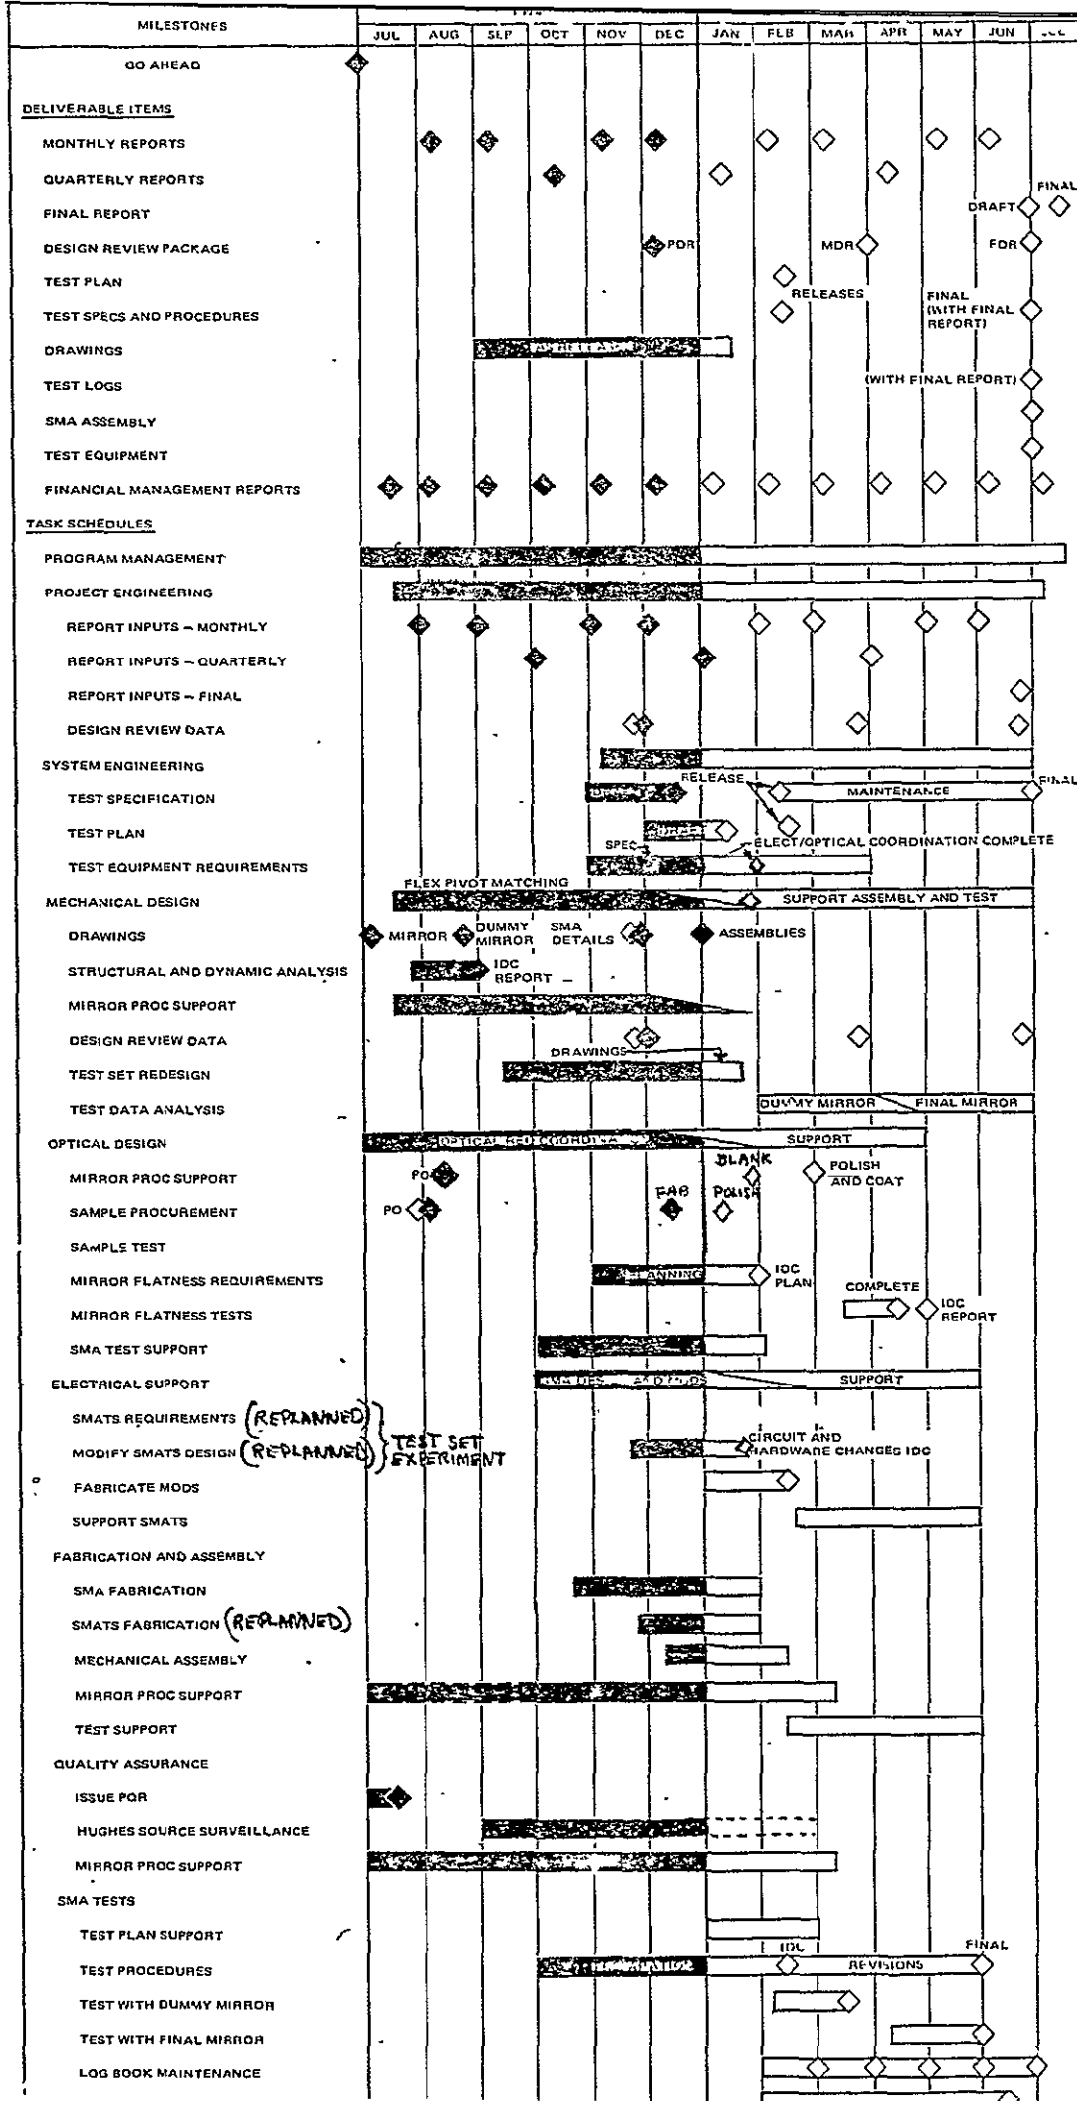 MILESTONES
JUL AUG SEP OCT NOV DEC JAN FEB MAR APR MAY JUN JUL
GO AHEAD
DELIVERABLE ITEMS
MONTHLY REPORTS
QUARTERLY REPORTS
FINAL
FINAL REPORT DRAFT
DESIGN REVIEW PACKAGE PDR MDR FDR
TEST PLAN
RELEASES
TEST SPECS AND PROCEDURES FINAL (WITH FINAL REPORT)
DRAWINGS
TEST LOGS (WITH FINAL REPORT)
SMA ASSEMBLY
TEST EQUIPMENT
FINANCIAL MANAGEMENT REPORTS
TASK SCHEDULES
PROGRAM MANAGEMENT
PROJECT ENGINEERING
REPORT INPUTS – MONTHLY
REPORT INPUTS – QUARTERLY
REPORT INPUTS – FINAL
DESIGN REVIEW DATA
SYSTEM ENGINEERING
RELEASE FINAL
TEST SPECIFICATION MAINTENANCE
TEST PLAN
SPEC ELECT/OPTICAL COORDINATION COMPLETE
TEST EQUIPMENT REQUIREMENTS
FLEX PIVOT MATCHING
MECHANICAL DESIGN SUPPORT ASSEMBLY AND TEST
DRAWINGS MIRROR DUMMY MIRROR SMA DETAILS ASSEMBLIES
STRUCTURAL AND DYNAMIC ANALYSIS IDC REPORT
MIRROR PROC SUPPORT
DESIGN REVIEW DATA
DRAWINGS
TEST SET REDESIGN
TEST DATA ANALYSIS DUMMY MIRROR FINAL MIRROR
OPTICAL DESIGN OPTICAL SUPPORT
BLANK
MIRROR PROC SUPPORT PO POLISH AND COAT
FAB POLISH
SAMPLE PROCUREMENT PO
SAMPLE TEST
MIRROR FLATNESS REQUIREMENTS PLANNING IDC PLAN
COMPLETE
MIRROR FLATNESS TESTS IDC REPORT
SMA TEST SUPPORT
ELECTRICAL SUPPORT SUPPORT
SMATS REQUIREMENTS (REPLANNED)
TEST SET EXPERIMENT
MODIFY SMATS DESIGN (REPLANNED) CIRCUIT AND HARDWARE CHANGES IDC
FABRICATE MODS
SUPPORT SMATS
FABRICATION AND ASSEMBLY
SMA FABRICATION
SMATS FABRICATION (REPLANNED)
MECHANICAL ASSEMBLY
MIRROR PROC SUPPORT
TEST SUPPORT
QUALITY ASSURANCE
ISSUE PQR
HUGHES SOURCE SURVEILLANCE
MIRROR PROC SUPPORT
SMA TESTS
TEST PLAN SUPPORT
IDC FINAL
TEST PROCEDURES REVISIONS
TEST WITH DUMMY MIRROR
TEST WITH FINAL MIRROR
LOG BOOK MAINTENANCE